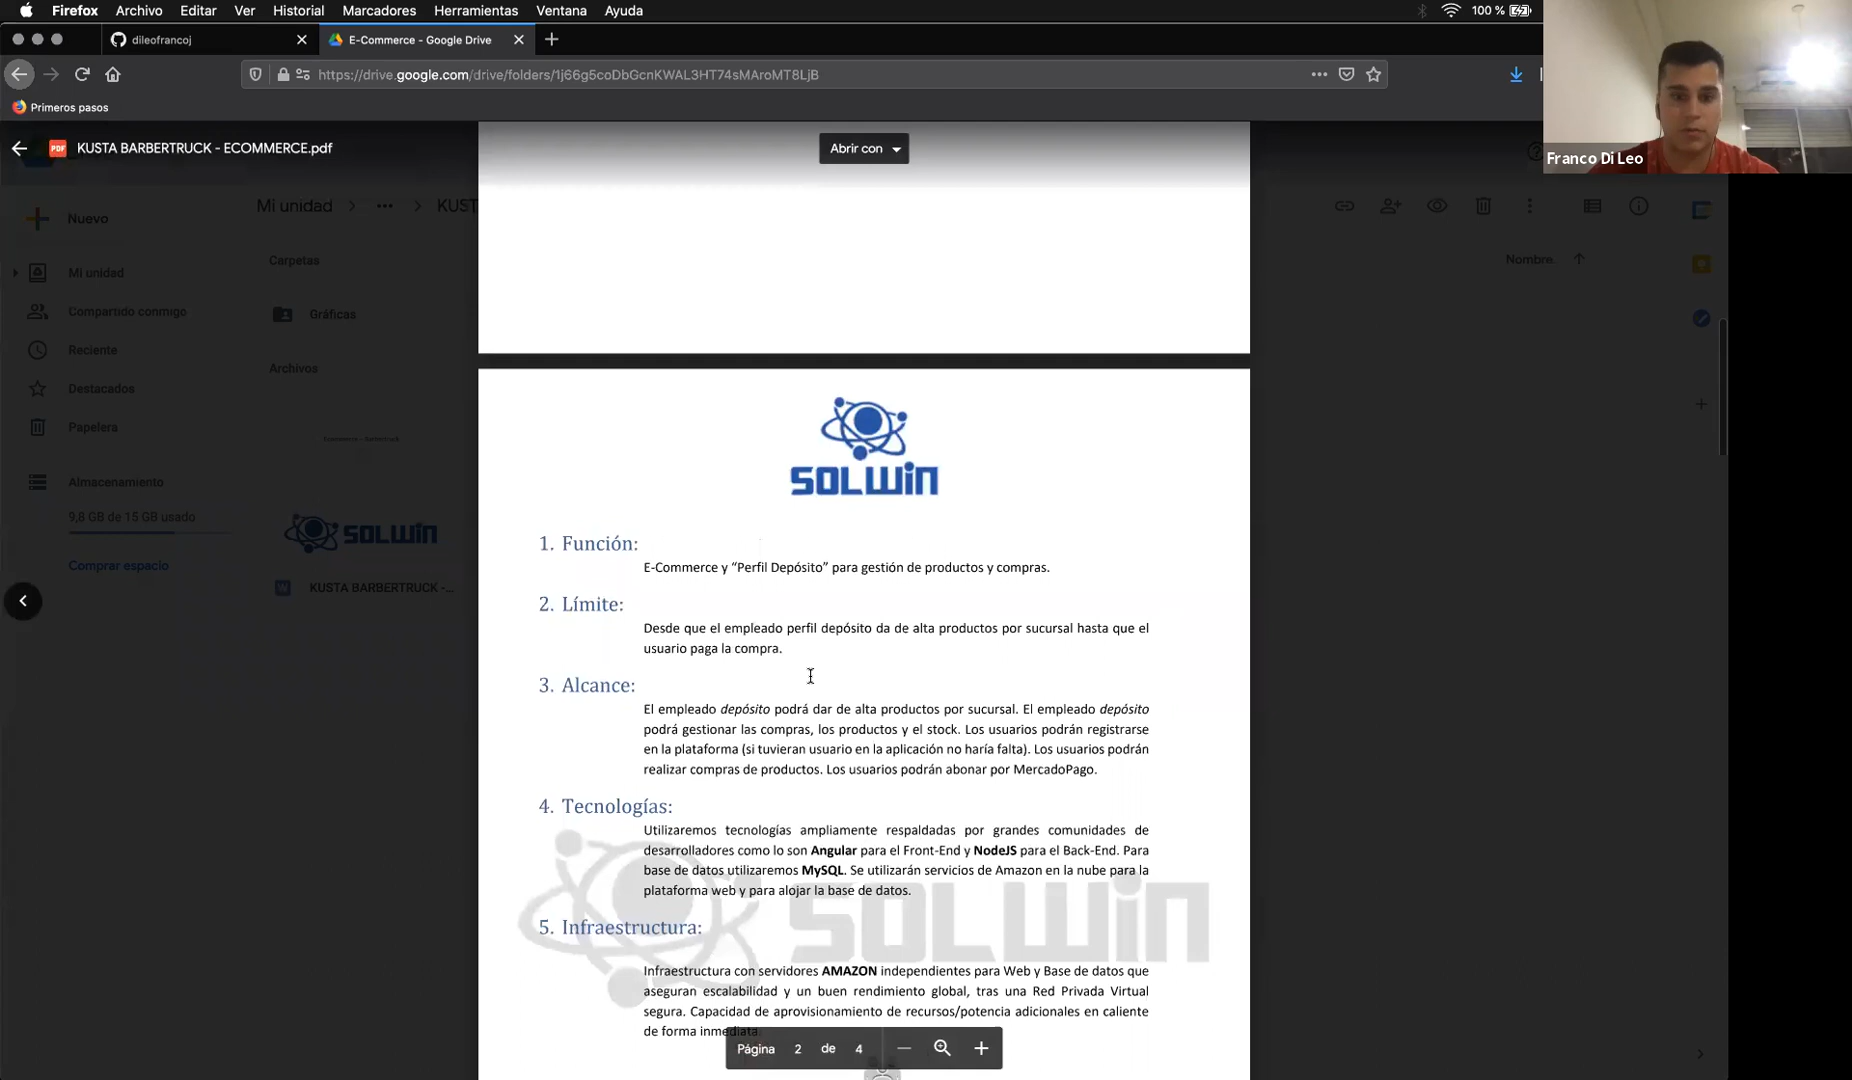 Firefox Archivo Editar Ver Historial Marcadores Herramientas Ventana Ayuda 100 %
dileofrancoj E-Commerce - Google Drive
https://drive.google.com/drive/folders/1j66g5coDbGcnKWAL3HT74sMAroMT8LjB
Primeros pasos
Franco Di Leo
PDF KUSTA BARBERTRUCK - ECOMMERCE.pdf
Abrir con
Nuevo
Mi unidad
Compartido conmigo
Reciente
Destacados
Papelera
Almacenamiento
9,8 GB de 15 GB usado
Comprar espacio
Mi unidad ... KUST
Carpetas
Nombre
Gráficas
Archivos
SOLWIN
W KUSTA BARBERTRUCK -...
SOLWIN
1. Función:
E-Commerce y “Perfil Depósito” para gestión de productos y compras.
2. Límite:
Desde que el empleado perfil depósito da de alta productos por sucursal hasta que el
usuario paga la compra.
3. Alcance:
El empleado depósito podrá dar de alta productos por sucursal. El empleado depósito
podrá gestionar las compras, los productos y el stock. Los usuarios podrán registrarse
en la plataforma (si tuvieran usuario en la aplicación no haría falta). Los usuarios podrán
realizar compras de productos. Los usuarios podrán abonar por MercadoPago.
4. Tecnologías:
Utilizaremos tecnologías ampliamente respaldadas por grandes comunidades de
desarrolladores como lo son Angular para el Front-End y NodeJS para el Back-End. Para
base de datos utilizaremos MySQL. Se utilizarán servicios de Amazon en la nube para la
plataforma web y para alojar la base de datos.
SOLWIN
5. Infraestructura:
Infraestructura con servidores AMAZON independientes para Web y Base de datos que
aseguran escalabilidad y un buen rendimiento global, tras una Red Privada Virtual
segura. Capacidad de aprovisionamiento de recursos/potencia adicionales en caliente
de forma inmediata
Página 2 de 4